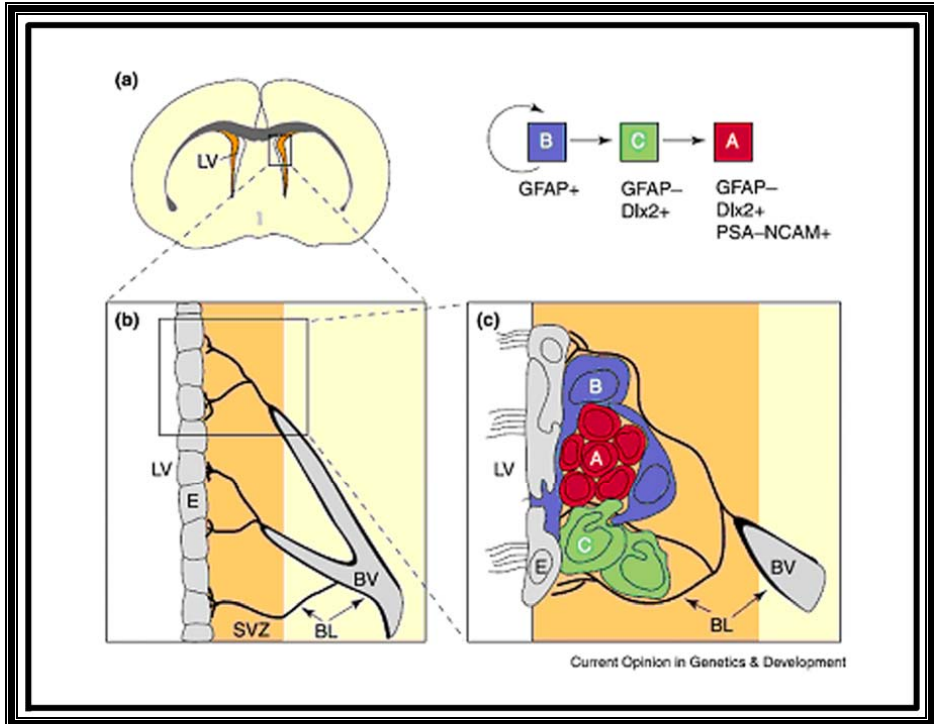 (a)
LV
B
C
A
GFAP+
GFAP–
Dlx2+
GFAP–
Dlx2+
PSA–NCAM+
(b)
LV
E
BV
SVZ
BL
(c)
B
A
LV
C
E
BV
BL
Current Opinion in Genetics & Development